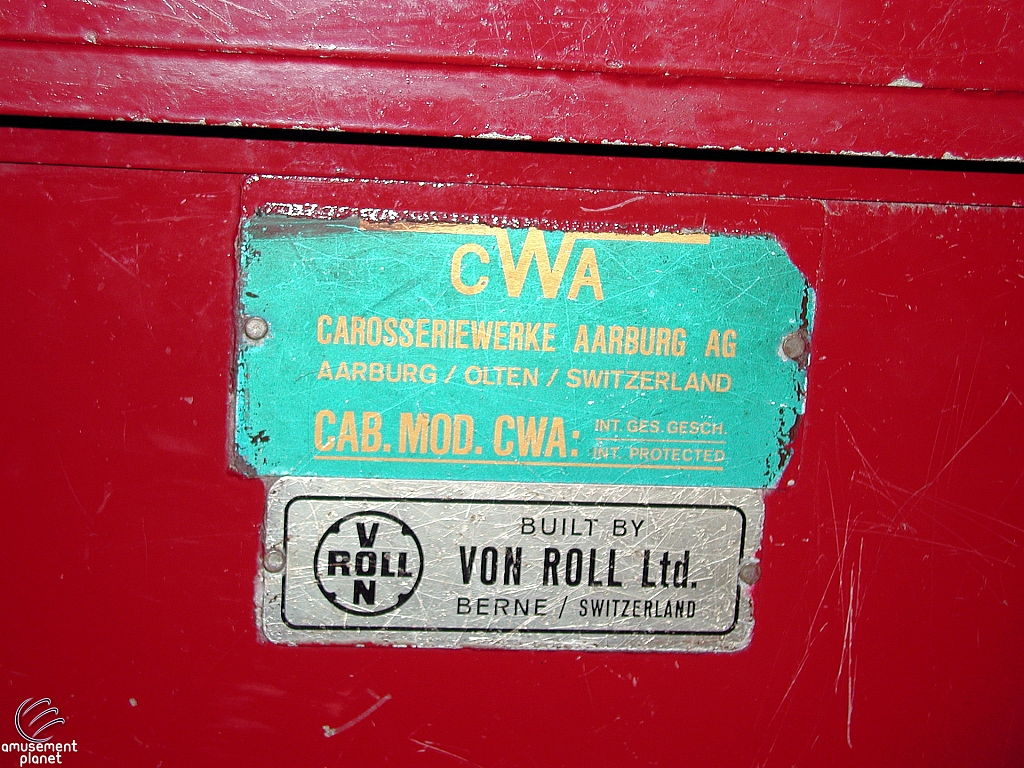 CWA
CAROSSERIEWERKE AARBURG AG
AARBURG / OLTEN / SWITZERLAND
CAB. MOD. CWA: INT. GES. GESCH.
INT. PROTECTED
VON
ROLL
BUILT BY
VON ROLL Ltd.
BERNE / SWITZERLAND
amusement
planet